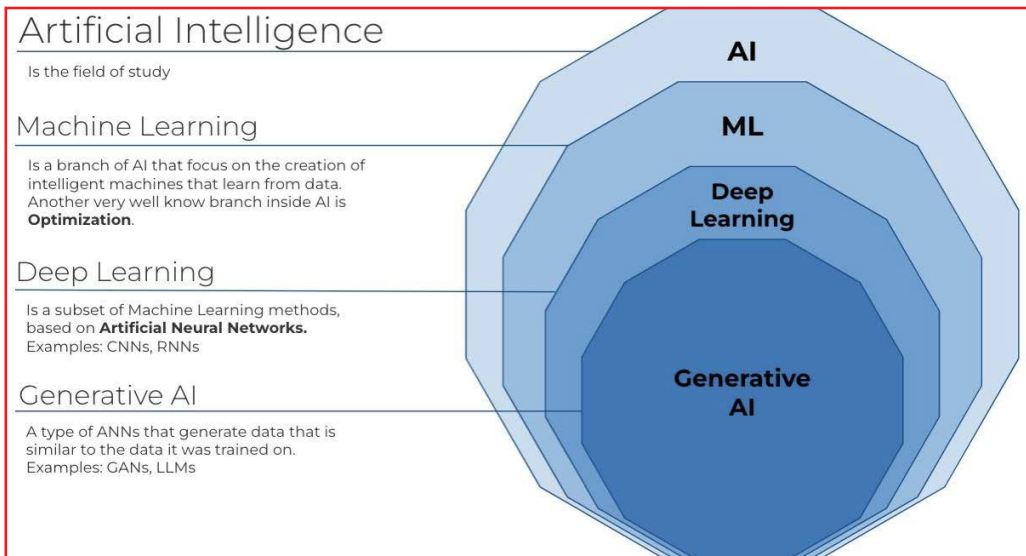 Artificial Intelligence
Is the field of study
Machine Learning
Is a branch of AI that focus on the creation of
intelligent machines that learn from data.
Another very well know branch inside AI is
Optimization.
Deep Learning
Is a subset of Machine Learning methods,
based on Artificial Neural Networks.
Examples: CNNs, RNNs
Generative AI
A type of ANNs that generate data that is
similar to the data it was trained on.
Examples: GANs, LLMs
AI
ML
Deep
Learning
Generative
AI